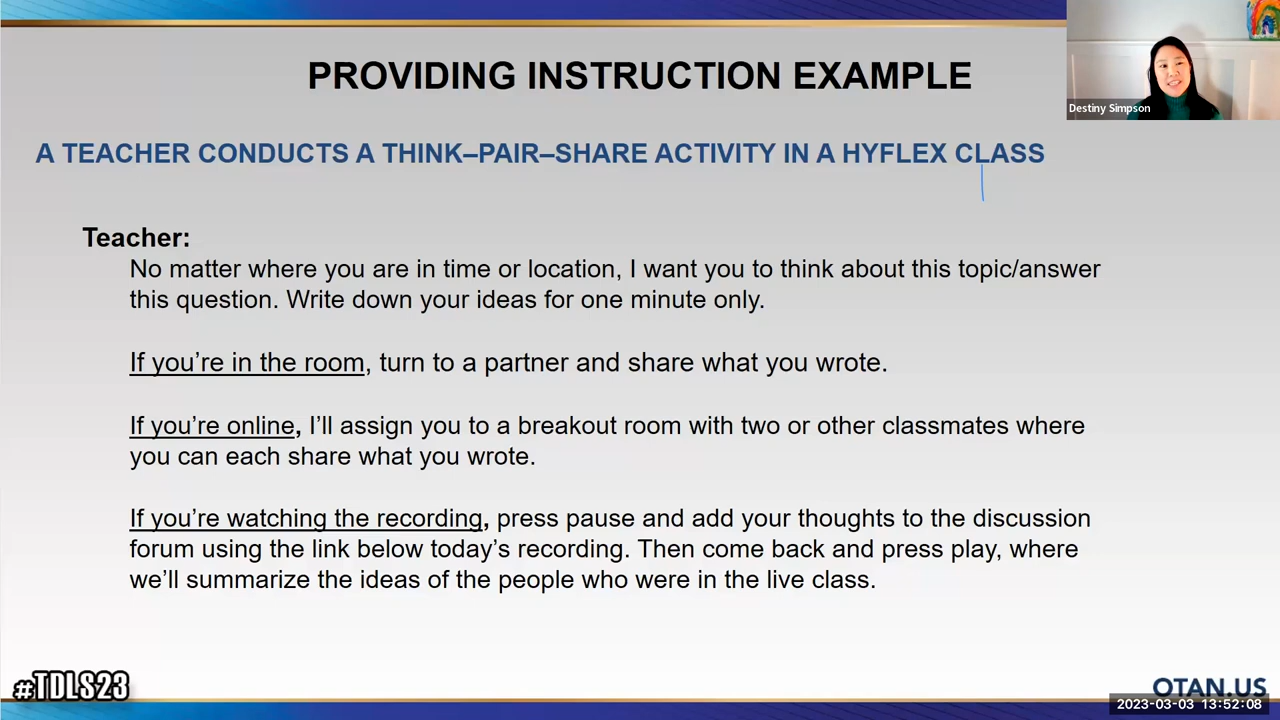 PROVIDING INSTRUCTION EXAMPLE
Destiny Simpson
A TEACHER CONDUCTS A THINK–PAIR–SHARE ACTIVITY IN A HYFLEX CLASS
Teacher:
No matter where you are in time or location, I want you to think about this topic/answer
this question. Write down your ideas for one minute only.
If you’re in the room, turn to a partner and share what you wrote.
If you’re online, I’ll assign you to a breakout room with two or other classmates where
you can each share what you wrote.
If you’re watching the recording, press pause and add your thoughts to the discussion
forum using the link below today’s recording. Then come back and press play, where
we’ll summarize the ideas of the people who were in the live class.
#TDLS23
OTAN.US
2023-03-03 13:52:08